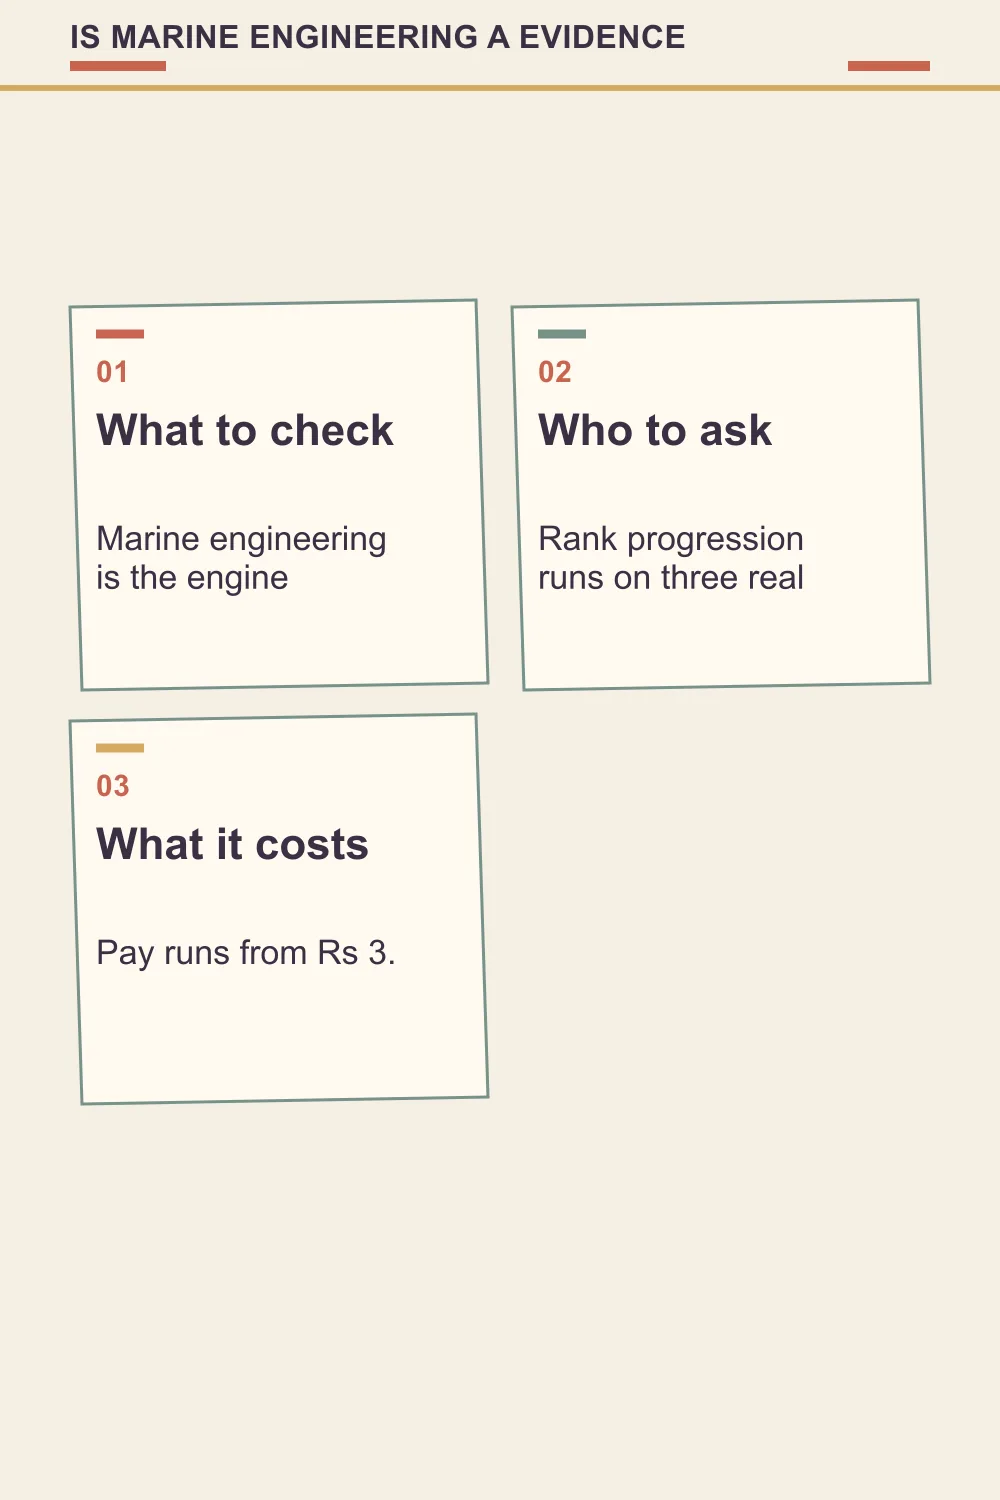 IS MARINE ENGINEERING A EVIDENCE
01
What to check
Marine engineering
is the engine
02
Who to ask
Rank progression
runs on three real
03
What it costs
Pay runs from Rs 3.